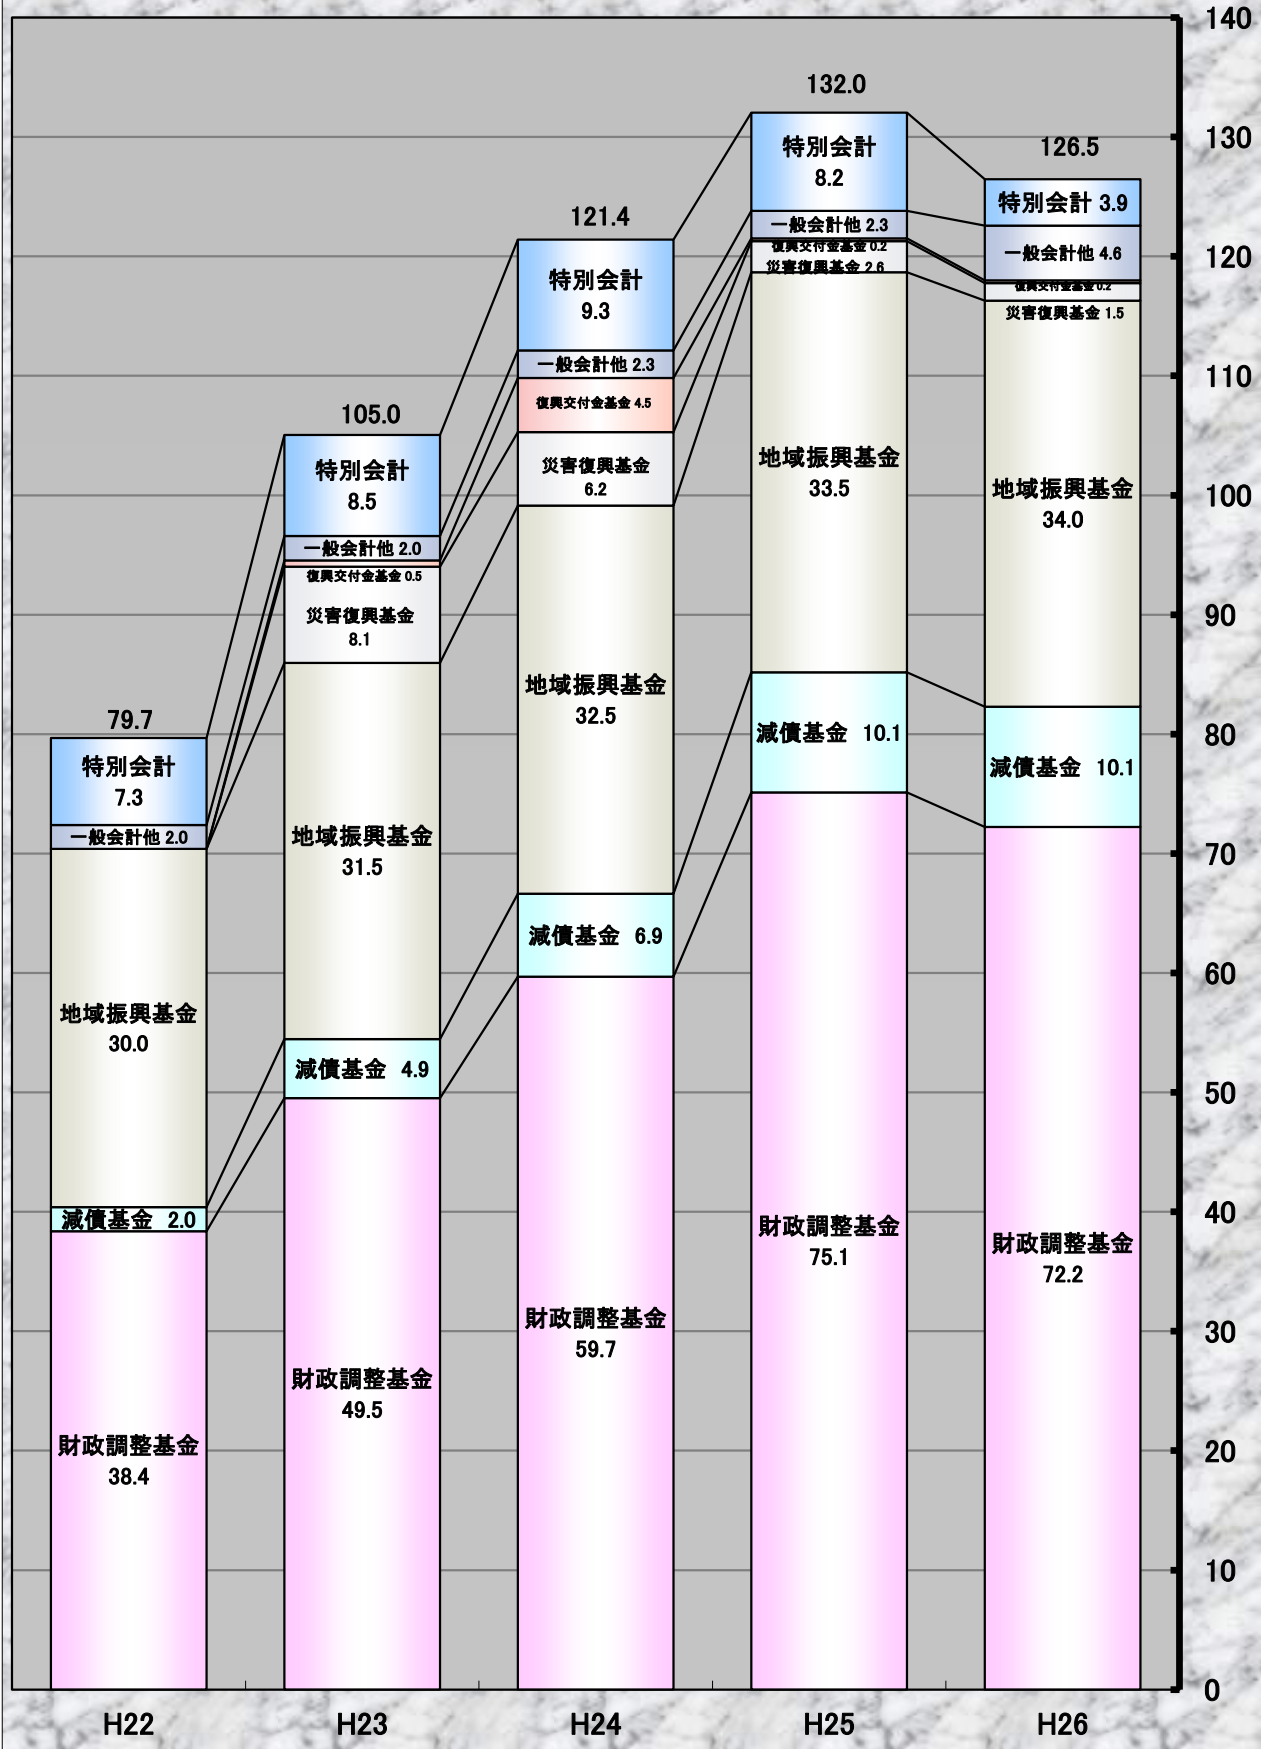 140
130
120
110
100
90
80
70
60
50
40
30
20
10
0
79.7
特別会計
7.3
一般会計他 2.0
地域振興基金
30.0
減債基金 2.0
財政調整基金
38.4
H22
105.0
特別会計
8.5
一般会計他 2.0
復興交付金基金 0.5
災害復興基金
8.1
地域振興基金
31.5
減債基金 4.9
財政調整基金
49.5
H23
121.4
特別会計
9.3
一般会計他 2.3
復興交付金基金 4.5
災害復興基金
6.2
地域振興基金
32.5
減債基金 6.9
財政調整基金
59.7
H24
132.0
特別会計
8.2
一般会計他 2.3
復興交付金基金 0.2
災害復興基金 2.6
地域振興基金
33.5
減債基金 10.1
財政調整基金
75.1
H25
126.5
特別会計 3.9
一般会計他 4.6
復興交付金基金 0.2
災害復興基金 1.5
地域振興基金
34.0
減債基金 10.1
財政調整基金
72.2
H26